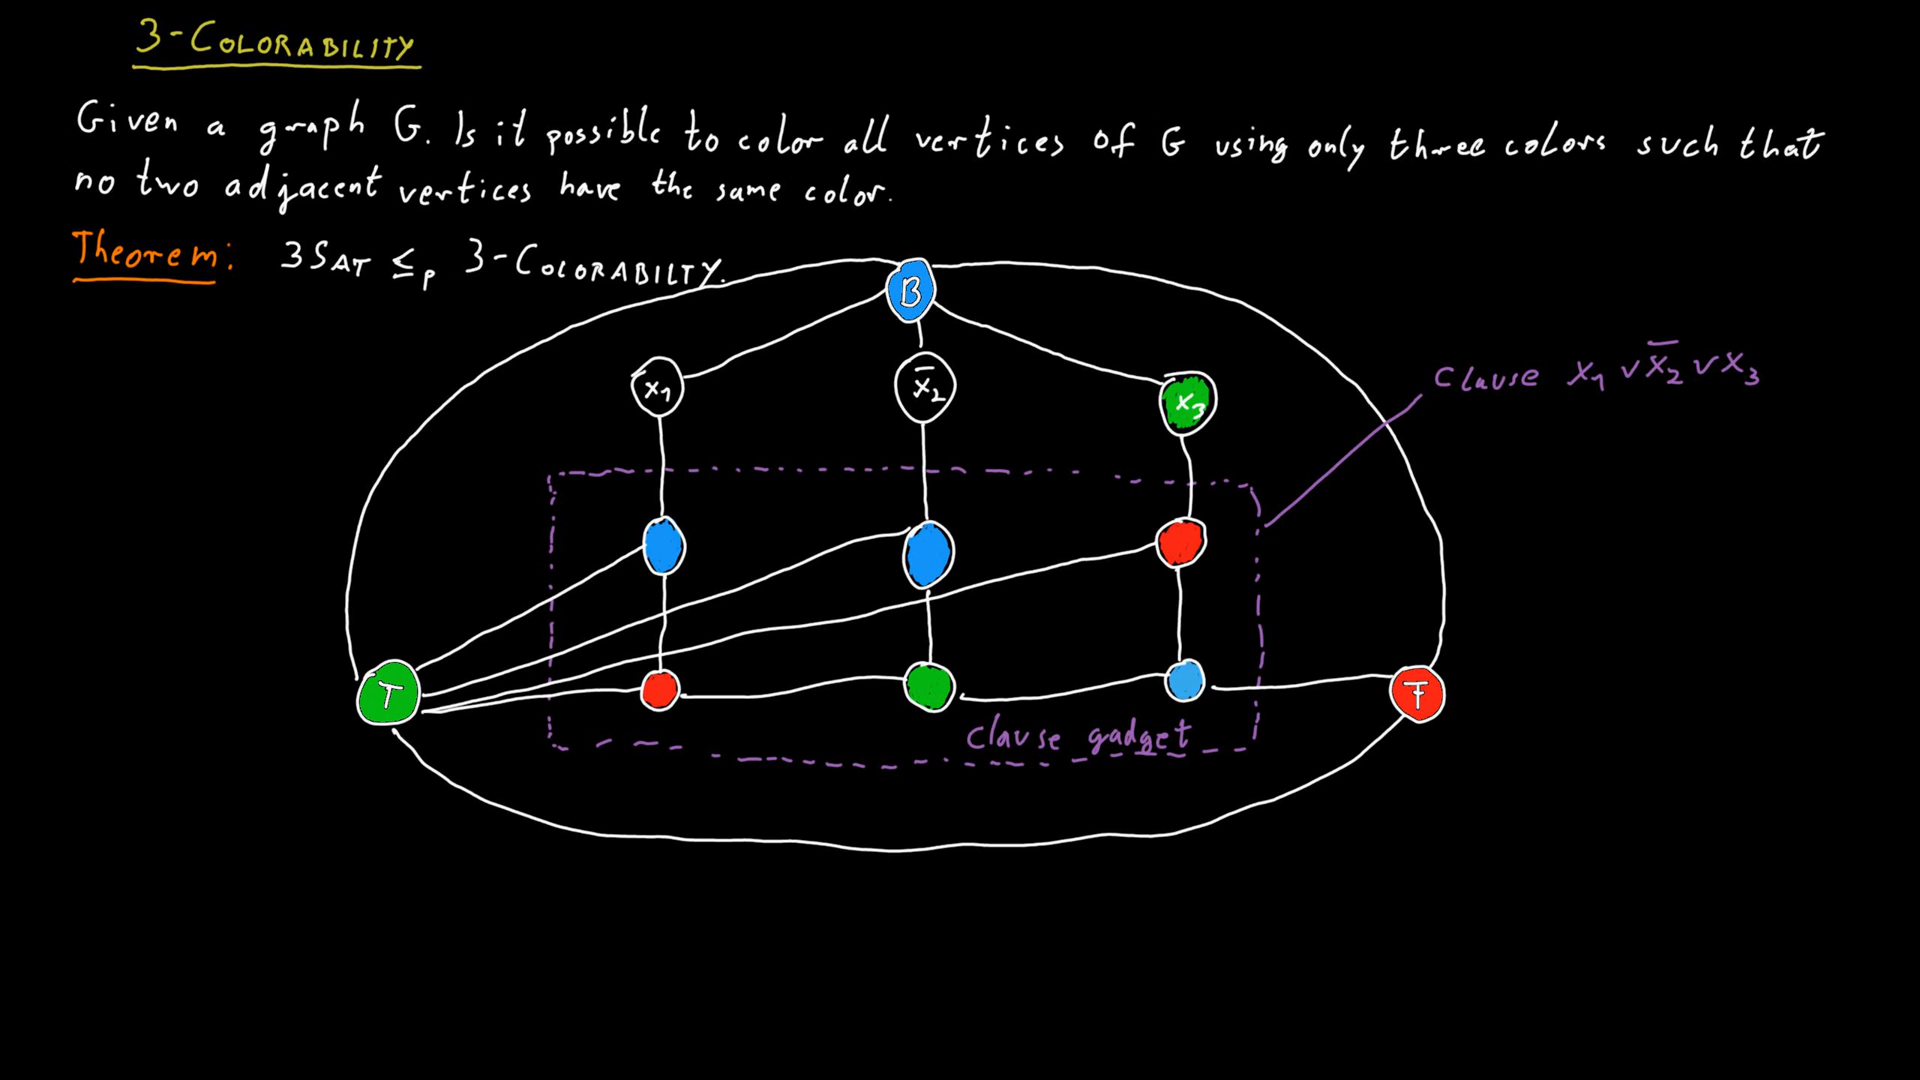 3-COLORABILITY
Given a graph G. Is it possible to color all vertices of G using only three colors such that
no two adjacent vertices have the same color.
Theorem: 3SAT ≤p 3-COLORABILTY.
B
x1 x̄2 x3
Clause x1 ∨ x̄2 ∨ x3
T F
Clause gadget